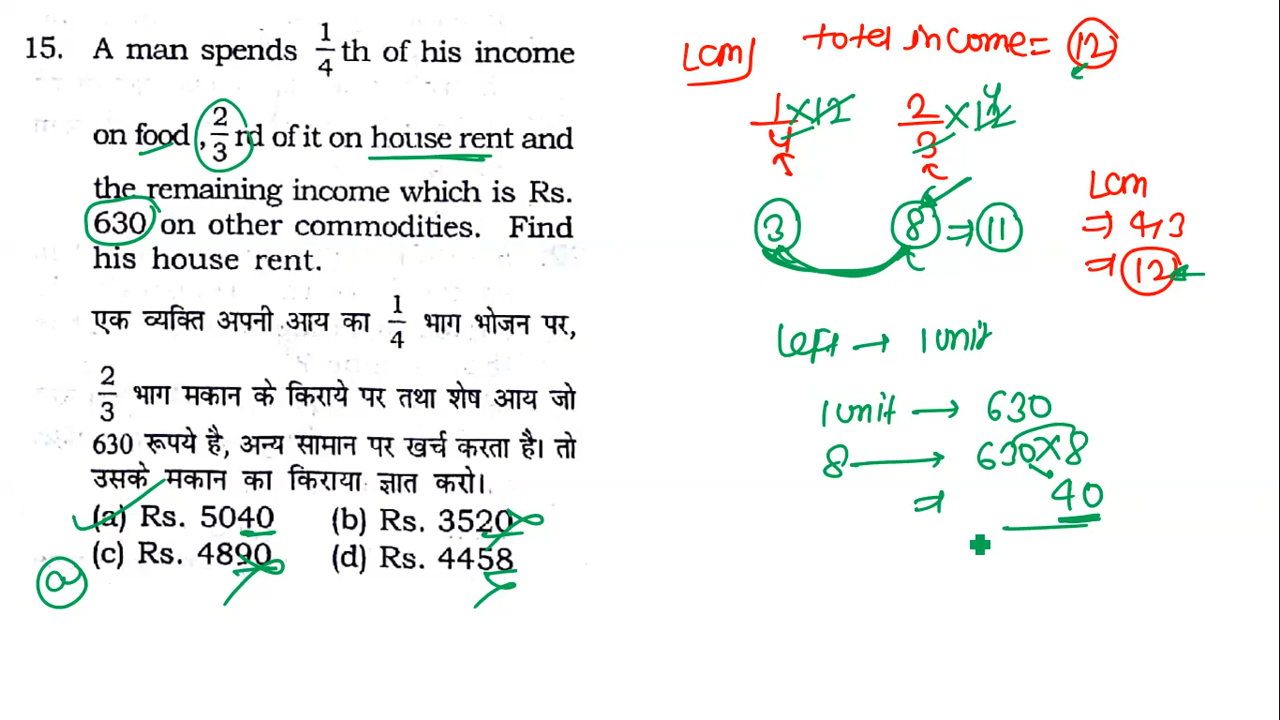 15. A man spends 1/4 th of his income
on food, 2/3 rd of it on house rent and
the remaining income which is Rs.
630 on other commodities. Find
his house rent.
एक व्यक्ति अपनी आय का 1/4 भाग भोजन पर,
2/3 भाग मकान के किराये पर तथा शेष आय जो
630 रूपये है, अन्य सामान पर खर्च करता है। तो
उसके मकान का किराया ज्ञात करो।
(a) Rs. 5040 (b) Rs. 3520
(c) Rs. 4890 (d) Rs. 4458
a
LCM total income = 12
1/4 × 12 2/3 × 12 4
3 8 ⇒ 11
LCM
⇒ 4,3
⇒ 12
left → 1 unit
1 unit → 630
8 → 630×8
⇒ 40